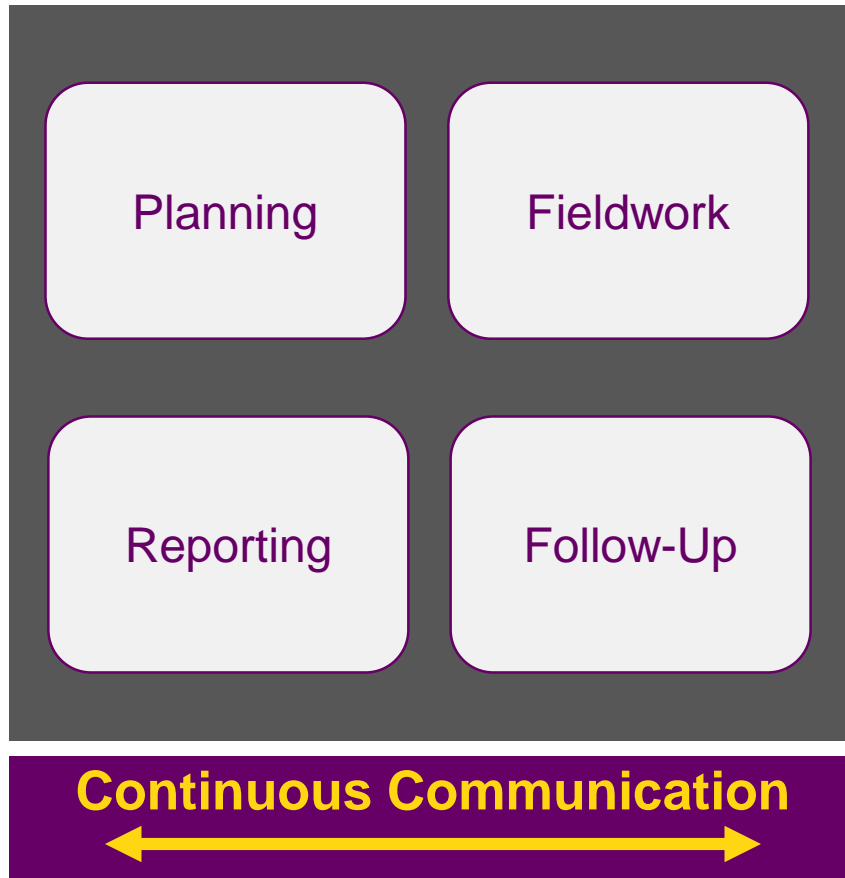 Planning
Fieldwork
Reporting
Follow-Up
Continuous Communication